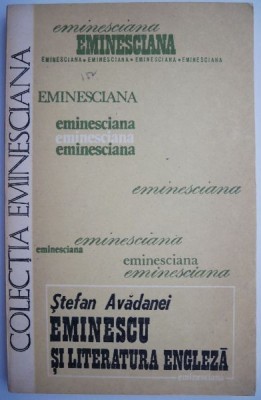 COLECȚIA EMINESCIANA
eminesciana
EMINESCIANA
EMINESCIANA • EMINESCIANA • EMINESCIANA • EMINESCIANA
EMINESCIANA
eminesciana
eminesciana
eminesciana
eminesciana
eminesciana
eminesciana
eminesciana
eminesciana
Ștefan Avădanei
EMINESCU
ȘI LITERATURA ENGLEZĂ